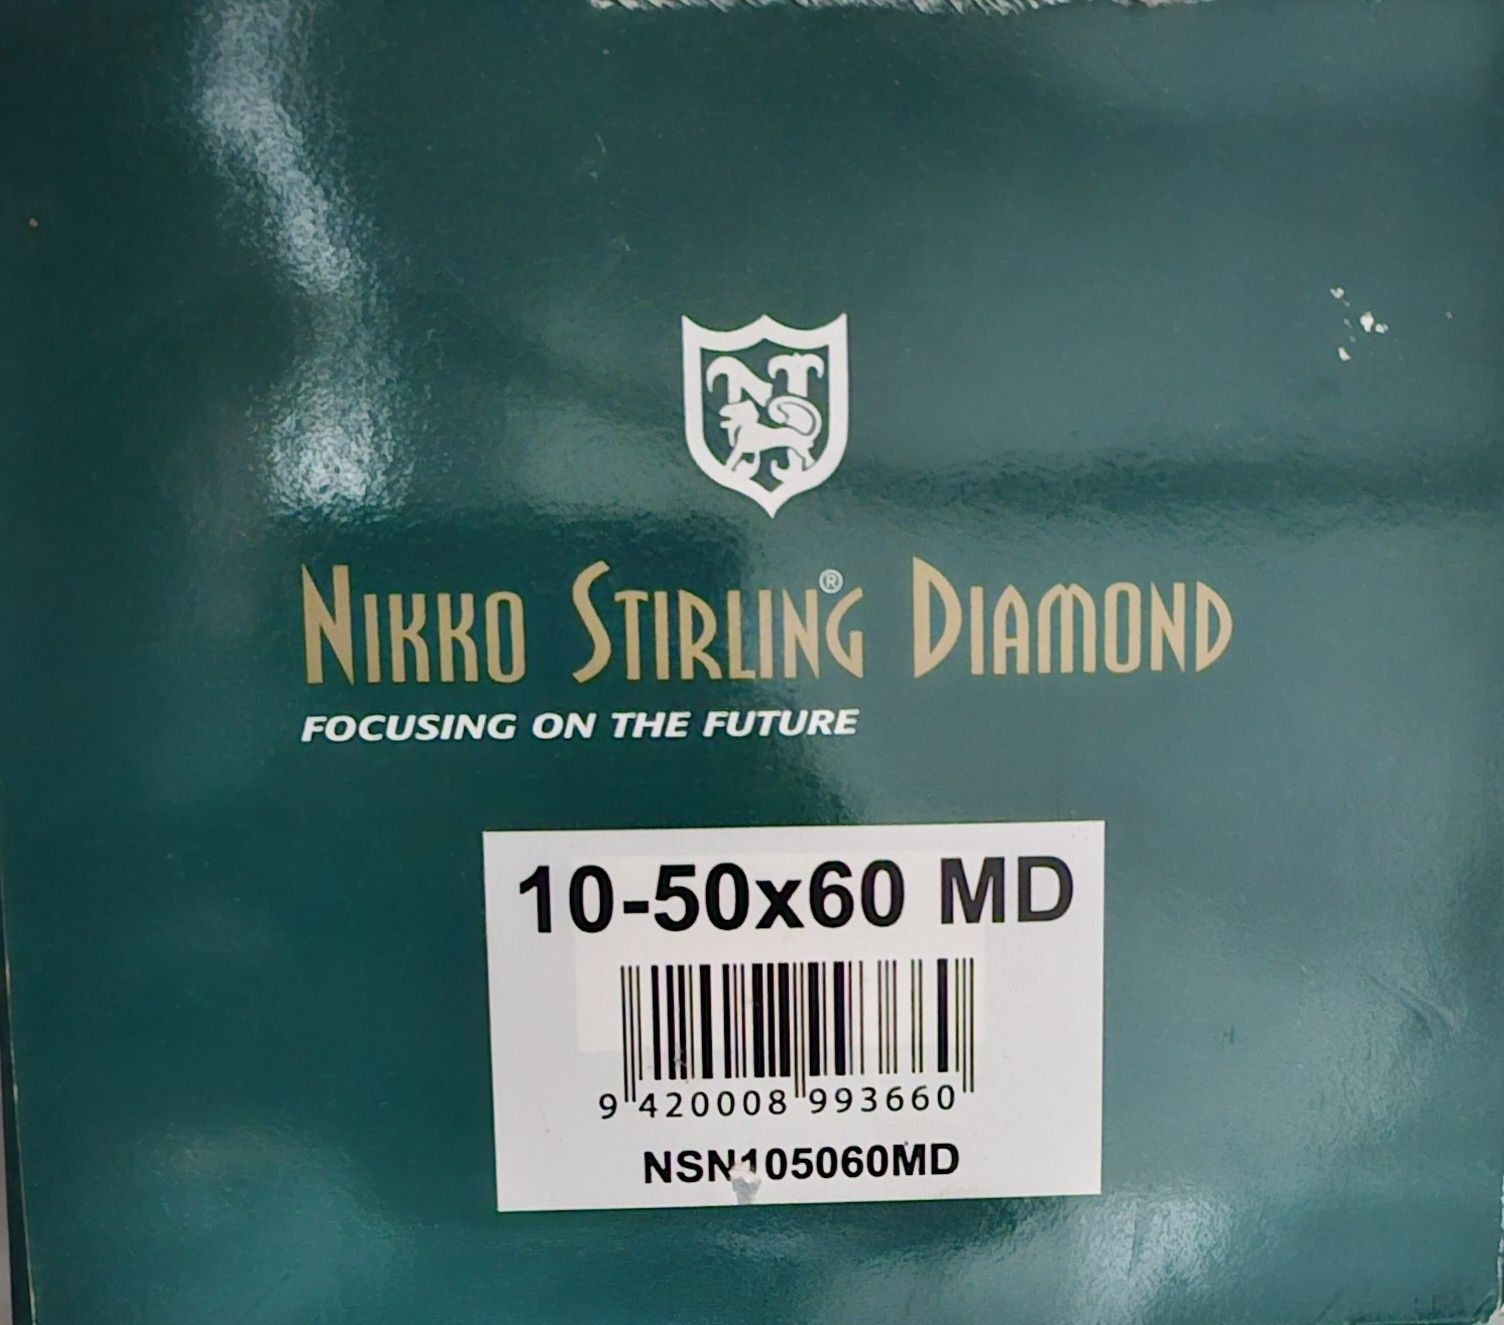 NS
NIKKO STIRLING® DIAMOND
FOCUSING ON THE FUTURE
10-50x60 MD
9 420008 993660
NSN105060MD